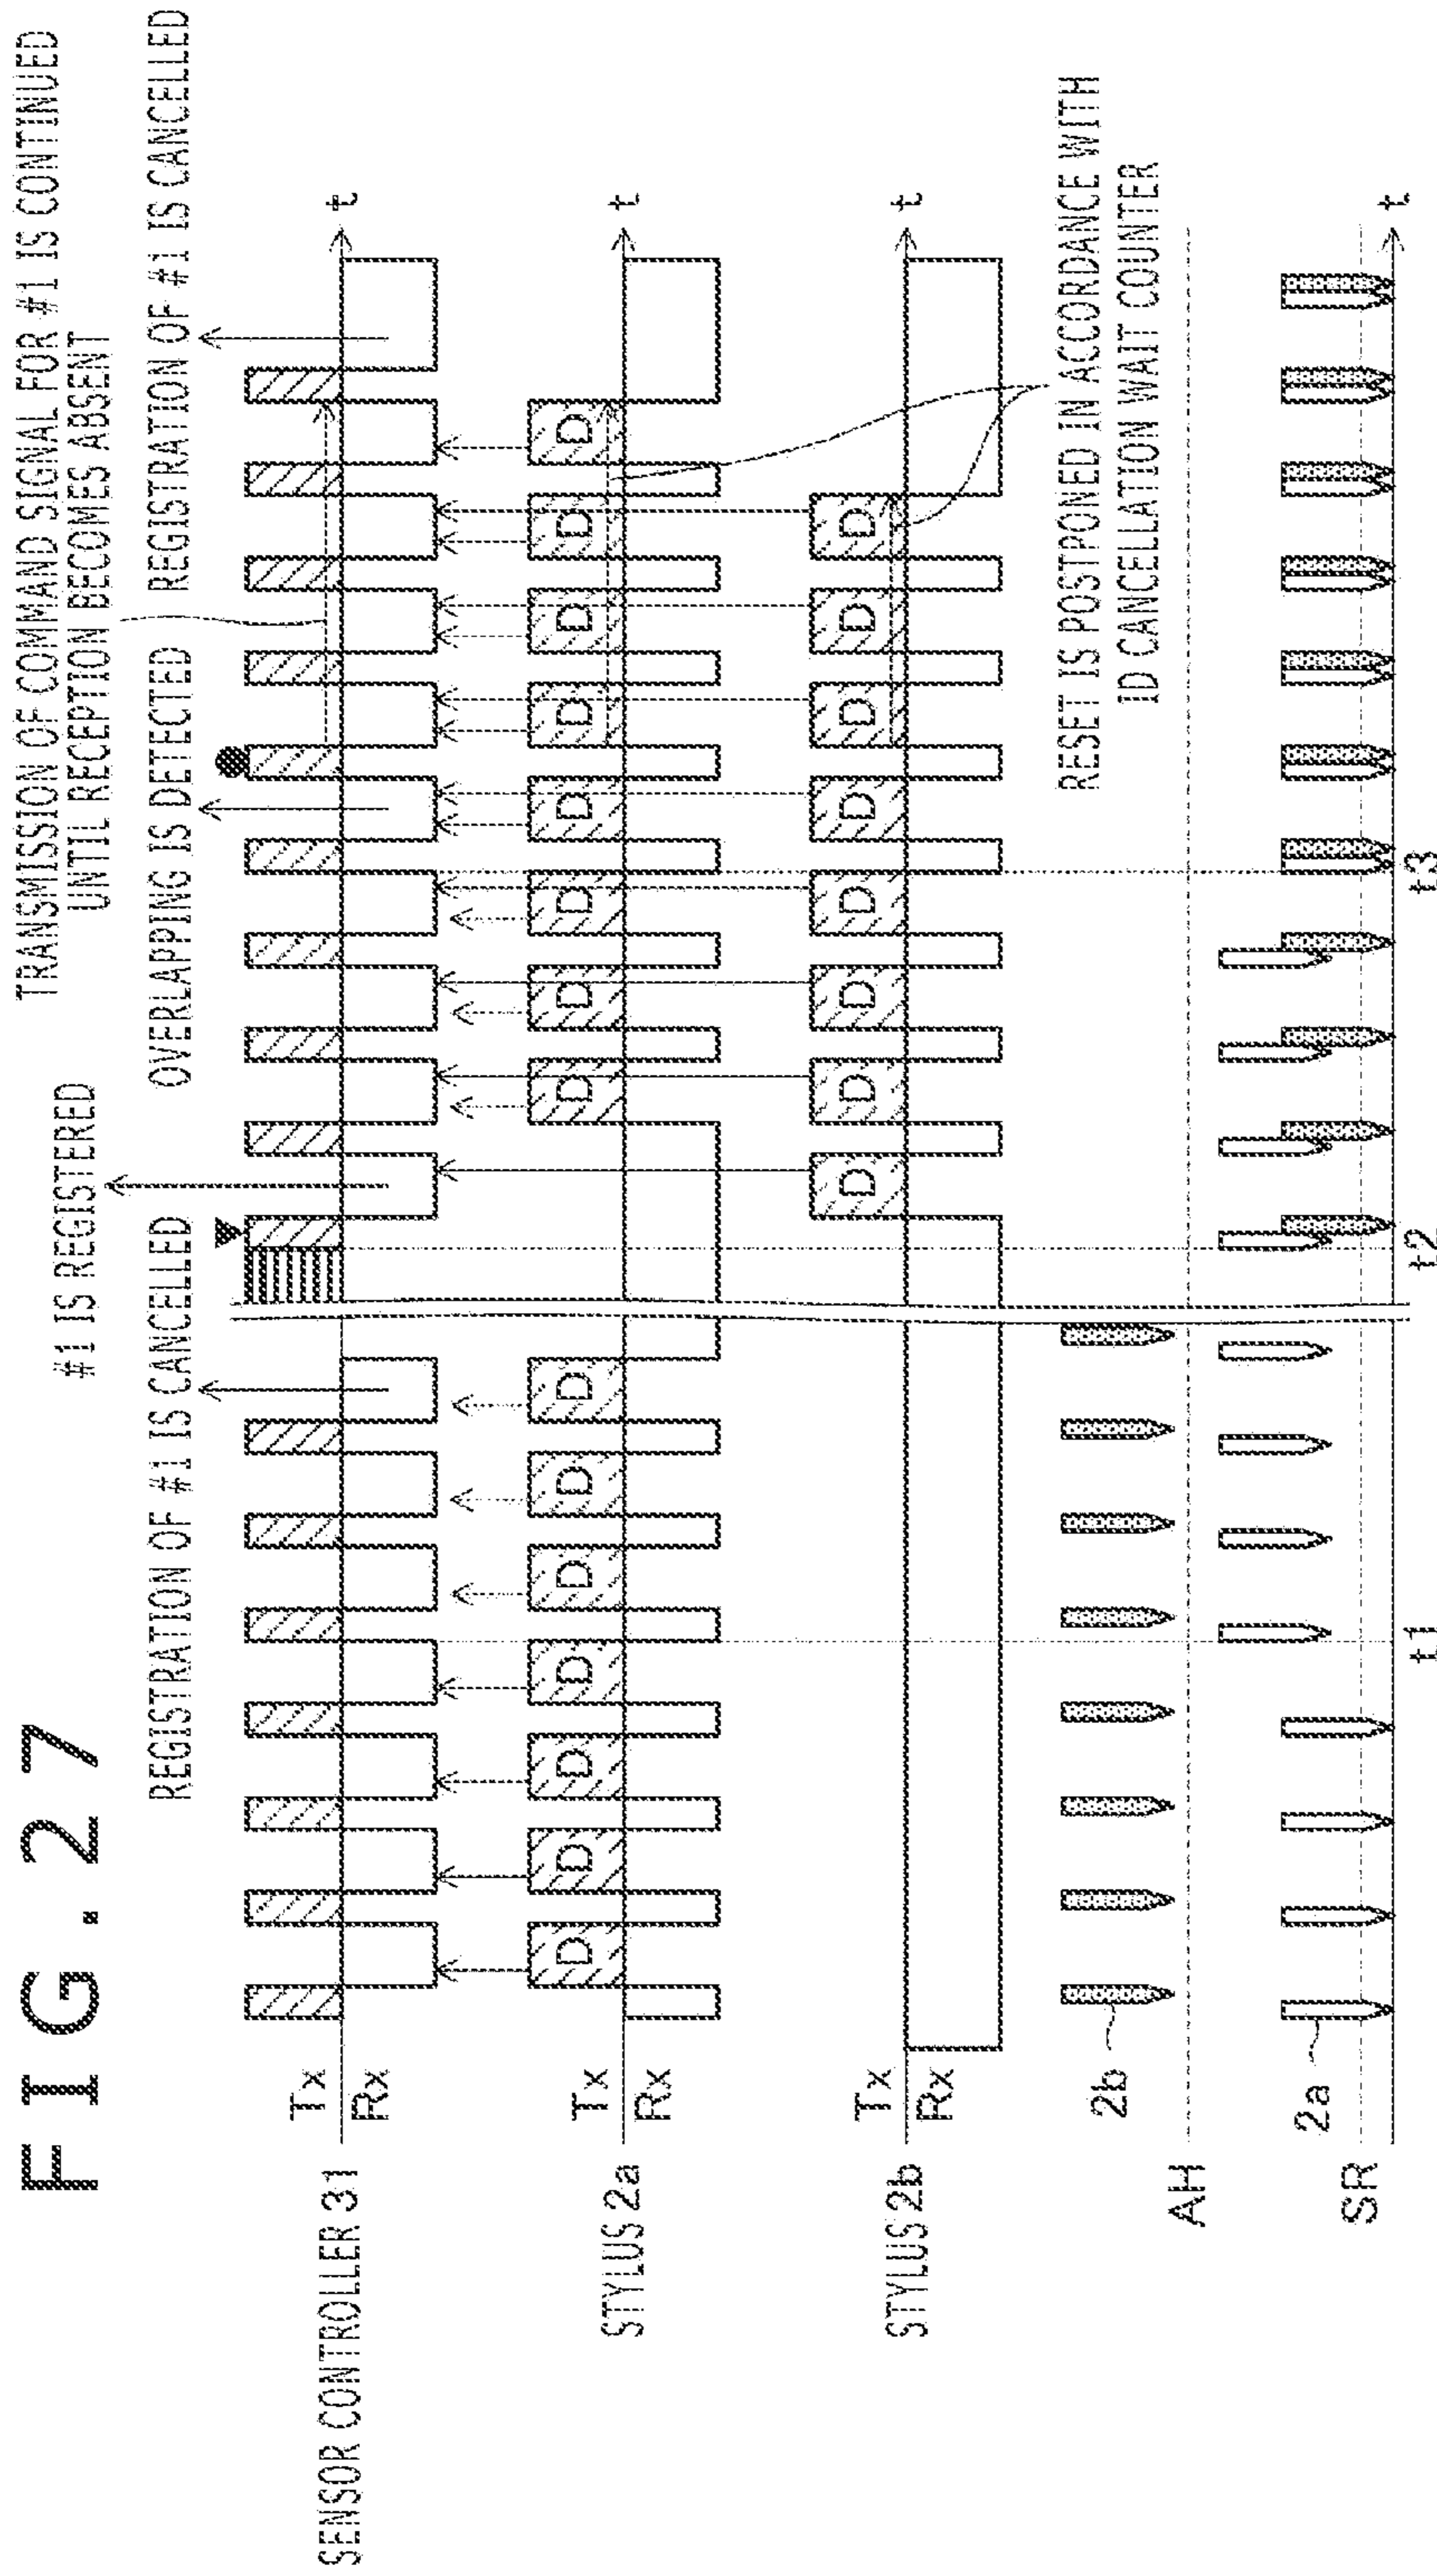 FIG.27
TRANSMISSION OF COMMAND SIGNAL FOR #1 IS CONTINUED
UNTIL RECEPTION BECOMES ABSENT
#1 IS REGISTERED
REGISTRATION OF #1 IS CANCELLED
OVERLAPPING IS DETECTED
REGISTRATION OF #1 IS CANCELLED
SENSOR CONTROLLER 31
Tx
Rx
t
STYLUS 2a
Tx
Rx
D D D D D D D D D D D D D D D D
t
STYLUS 2b
Tx
Rx
D D D D D D D D
t
RESET IS POSTPONED IN ACCORDANCE WITH
ID CANCELLATION WAIT COUNTER
2b
AH
2a
SR
t
t1
t2
t3